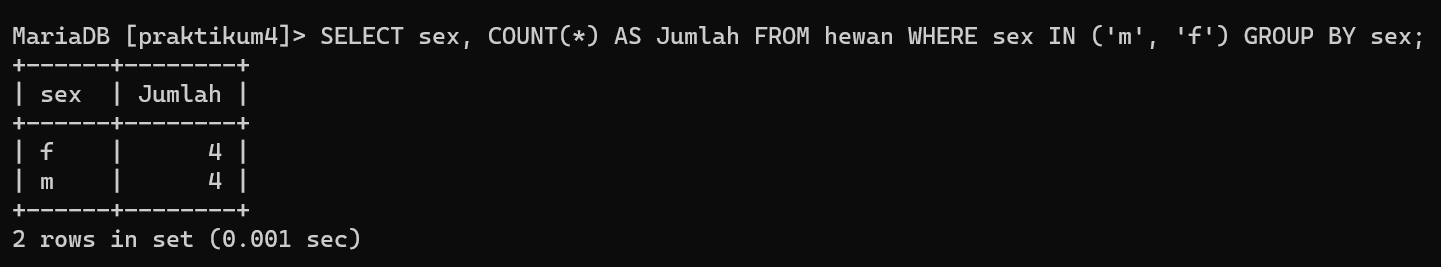 MariaDB [praktikum4]> SELECT sex, COUNT(*) AS Jumlah FROM hewan WHERE sex IN ('m', 'f') GROUP BY sex;
+------+--------+
| sex  | Jumlah |
+------+--------+
| f    |      4 |
| m    |      4 |
+------+--------+
2 rows in set (0.001 sec)